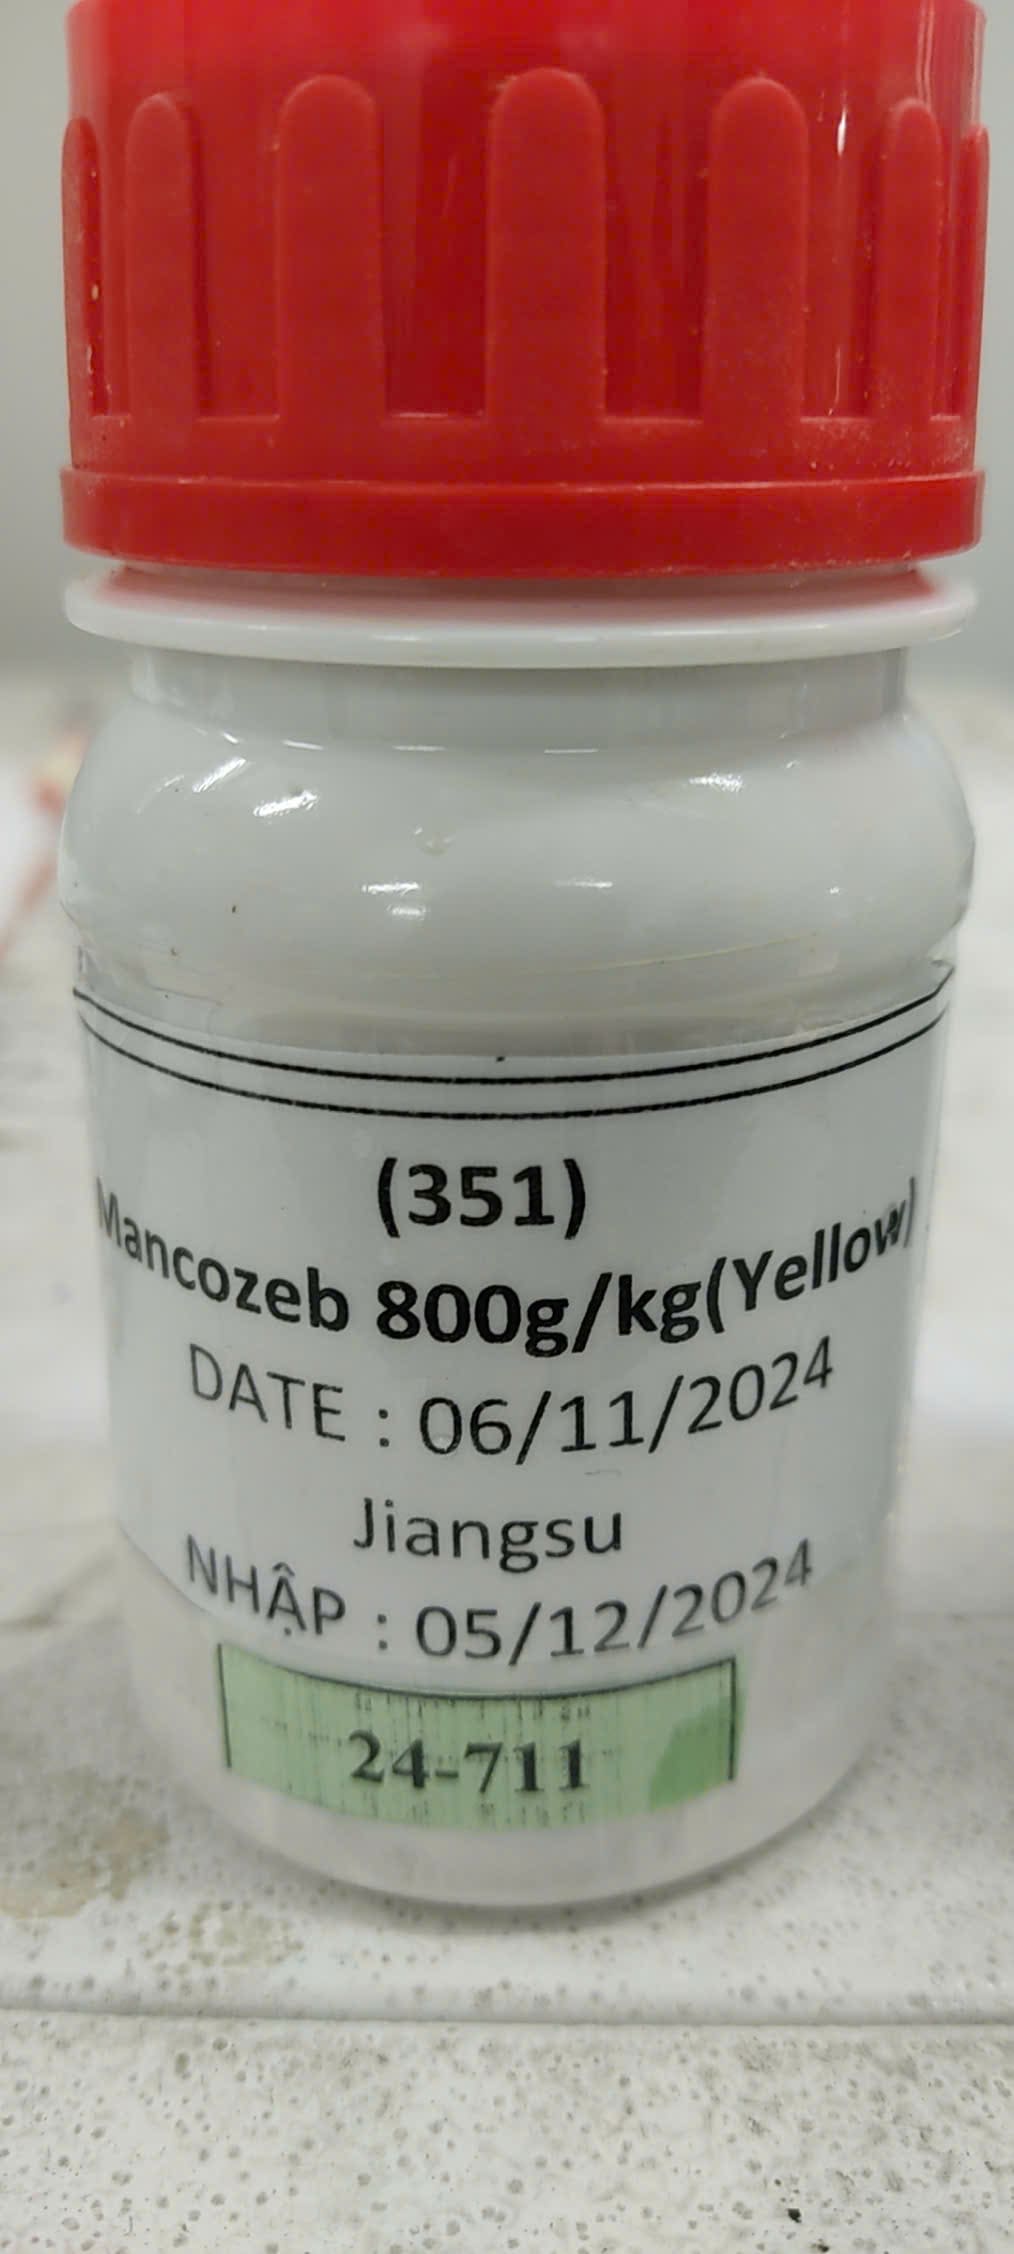 (351)
Mancozeb 800g/kg(Yellow)
DATE : 06/11/2024
Jiangsu
NHẬP : 05/12/2024
24-711